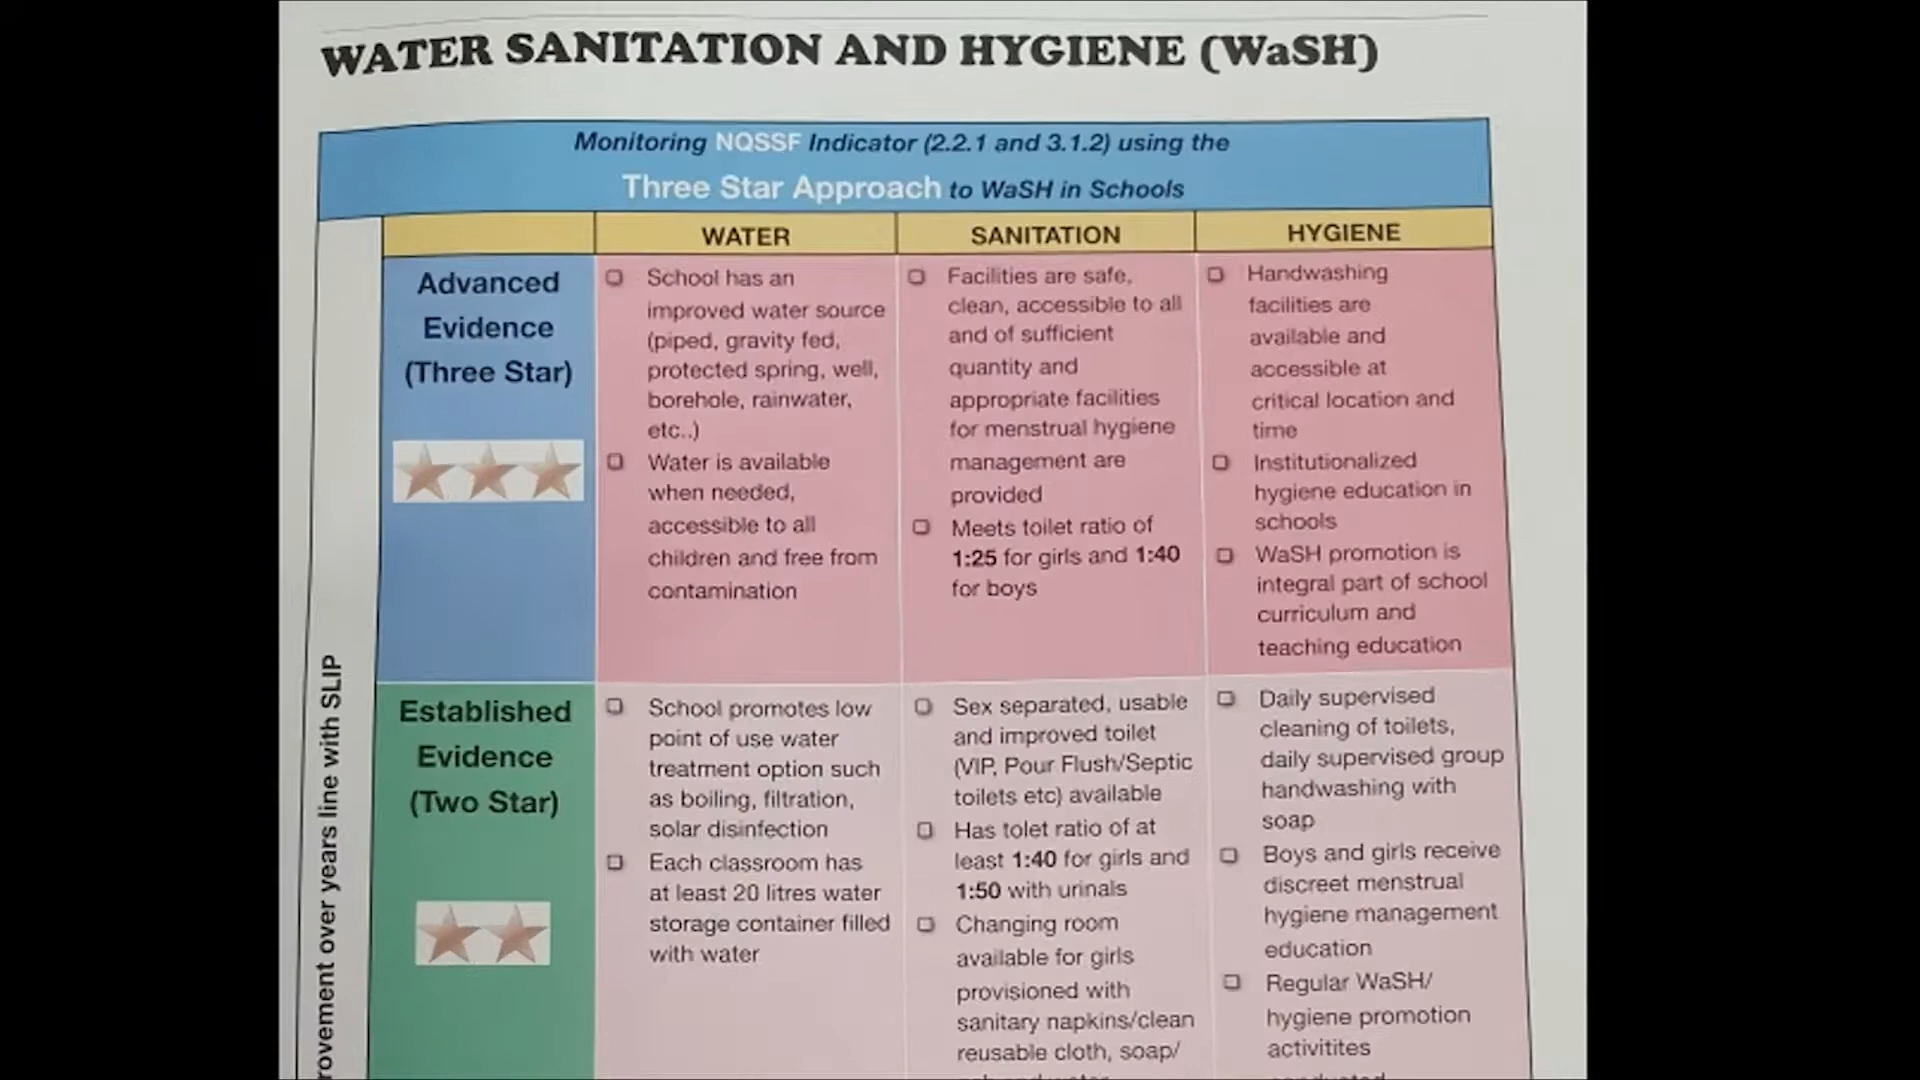 WATER SANITATION AND HYGIENE (WaSH)
Monitoring NQSSF Indicator (2.2.1 and 3.1.2) using the
Three Star Approach to WaSH in Schools
WATER
SANITATION
HYGIENE
Advanced
Evidence
(Three Star)
❑ School has an
improved water source
(piped, gravity fed,
protected spring, well,
borehole, rainwater,
etc..)
❑ Water is available
when needed,
accessible to all
children and free from
contamination
❑ Facilities are safe,
clean, accessible to all
and of sufficient
quantity and
appropriate facilities
for menstrual hygiene
management are
provided
❑ Meets toilet ratio of
1:25 for girls and 1:40
for boys
❑ Handwashing
facilities are
available and
accessible at
critical location and
time
❑ Institutionalized
hygiene education in
schools
❑ WaSH promotion is
integral part of school
curriculum and
teaching education
Established
Evidence
(Two Star)
❑ School promotes low
point of use water
treatment option such
as boiling, filtration,
solar disinfection
❑ Each classroom has
at least 20 litres water
storage container filled
with water
❑ Sex separated, usable
and improved toilet
(VIP, Pour Flush/Septic
toilets etc) available
❑ Has tolet ratio of at
least 1:40 for girls and
1:50 with urinals
❑ Changing room
available for girls
provisioned with
sanitary napkins/clean
reusable cloth, soap/
❑ Daily supervised
cleaning of toilets,
daily supervised group
handwashing with
soap
❑ Boys and girls receive
discreet menstrual
hygiene management
education
❑ Regular WaSH/
hygiene promotion
activitites
rovement over years line with SLIP